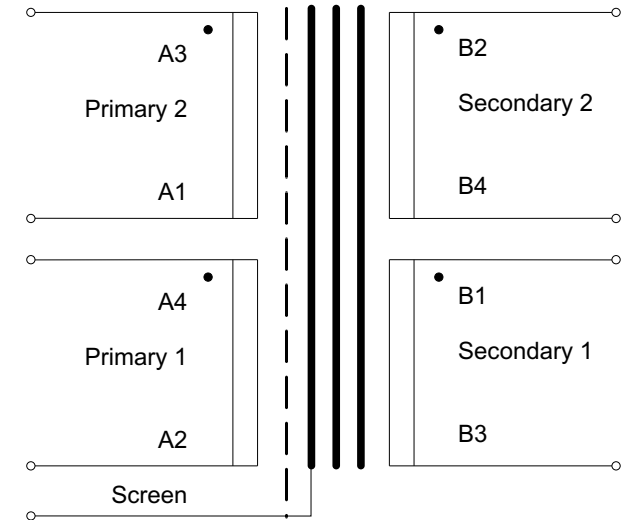 A3
Primary 2
A1
A4
Primary 1
A2
Screen
B2
Secondary 2
B4
B1
Secondary 1
B3